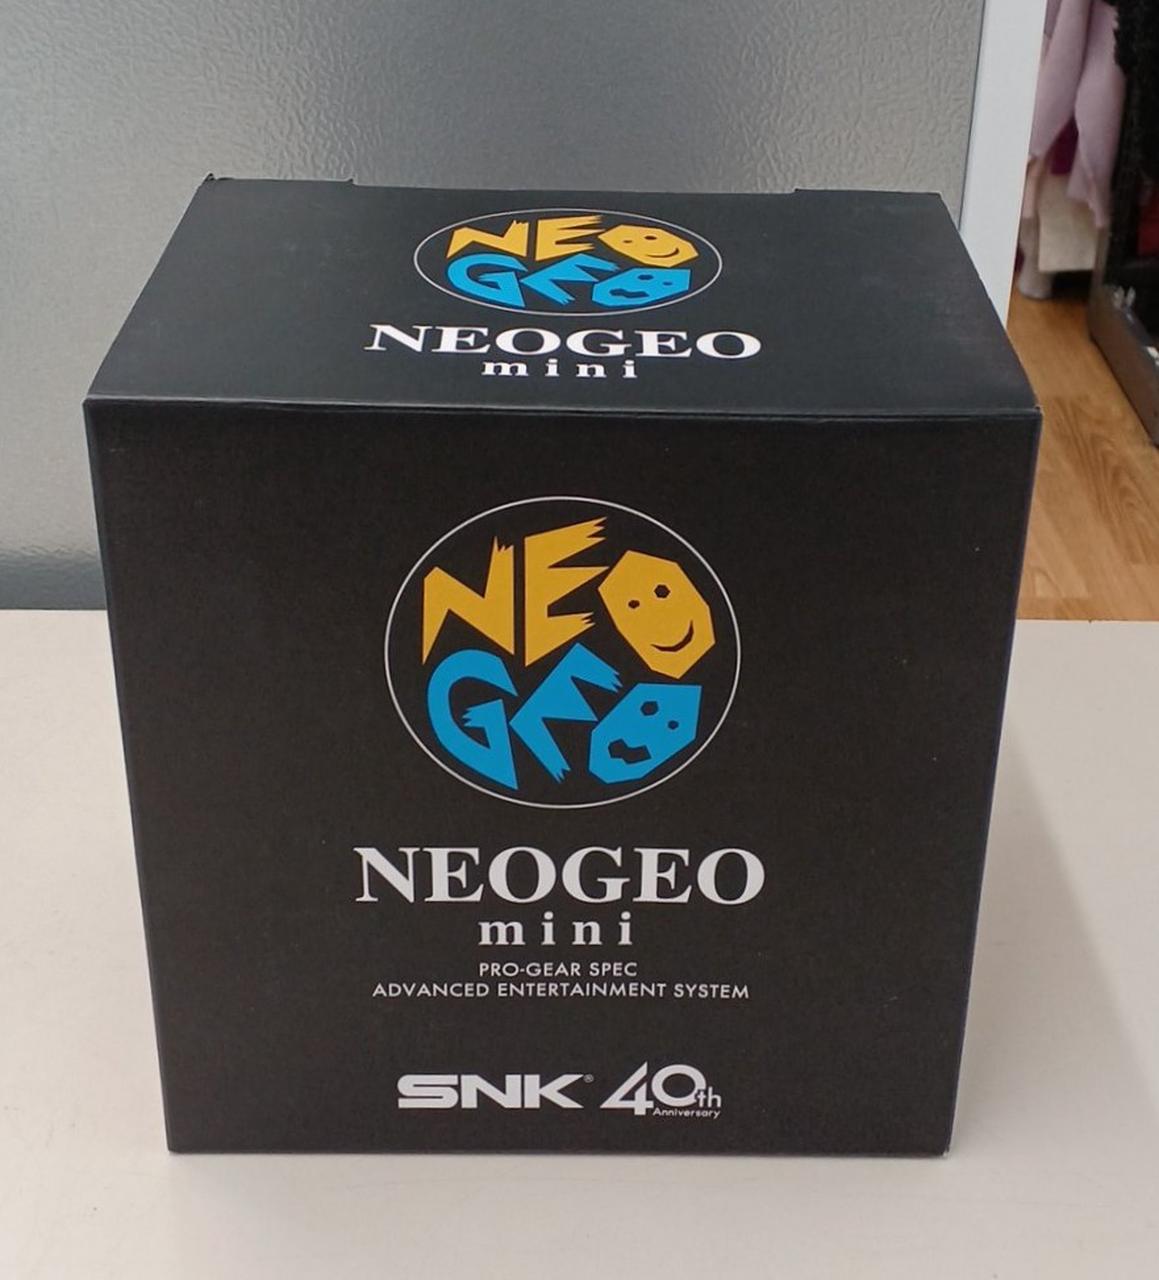 NEO
GEO
NEOGEO
mini
NEO
GEO
NEOGEO
mini
PRO-GEAR SPEC
ADVANCED ENTERTAINMENT SYSTEM
SNK® 40th
Anniversary